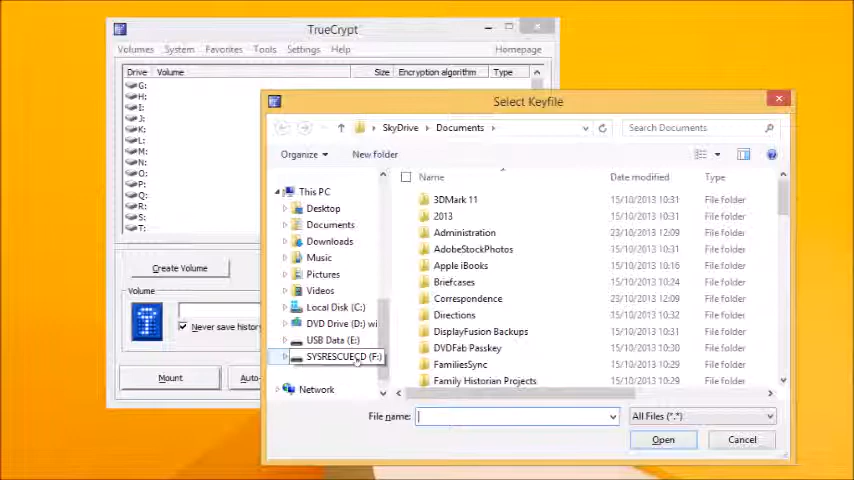 TrueCrypt
Volumes System Favorites Tools Settings Help Homepage
Drive Volume Size Encryption algorithm Type
G:
H:
I:
J:
K:
L:
M:
N:
O:
P:
Q:
R:
S:
T:
Create Volume
Volume
Never save history
Mount
Auto-
Select Keyfile
SkyDrive Documents
Search Documents
Organize New folder
This PC
Desktop
Documents
Downloads
Music
Pictures
Videos
Local Disk (C:)
DVD Drive (D:) wi
USB Data (E:)
SYSRESCUECD (F:)
Network
Name Date modified Type
3DMark 11 15/10/2013 10:31 File folder
2013 15/10/2013 10:31 File folder
Administration 23/10/2013 12:09 File folder
AdobeStockPhotos 15/10/2013 10:31 File folder
Apple iBooks 15/10/2013 10:16 File folder
Briefcases 15/10/2013 10:31 File folder
Correspondence 23/10/2013 12:09 File folder
Directions 15/10/2013 10:31 File folder
DisplayFusion Backups 15/10/2013 10:31 File folder
DVDFab Passkey 15/10/2013 10:31 File folder
FamiliesSync 15/10/2013 10:29 File folder
Family Historian Projects 15/10/2013 10:29 File folder
File name: All Files (*.*)
Open Cancel